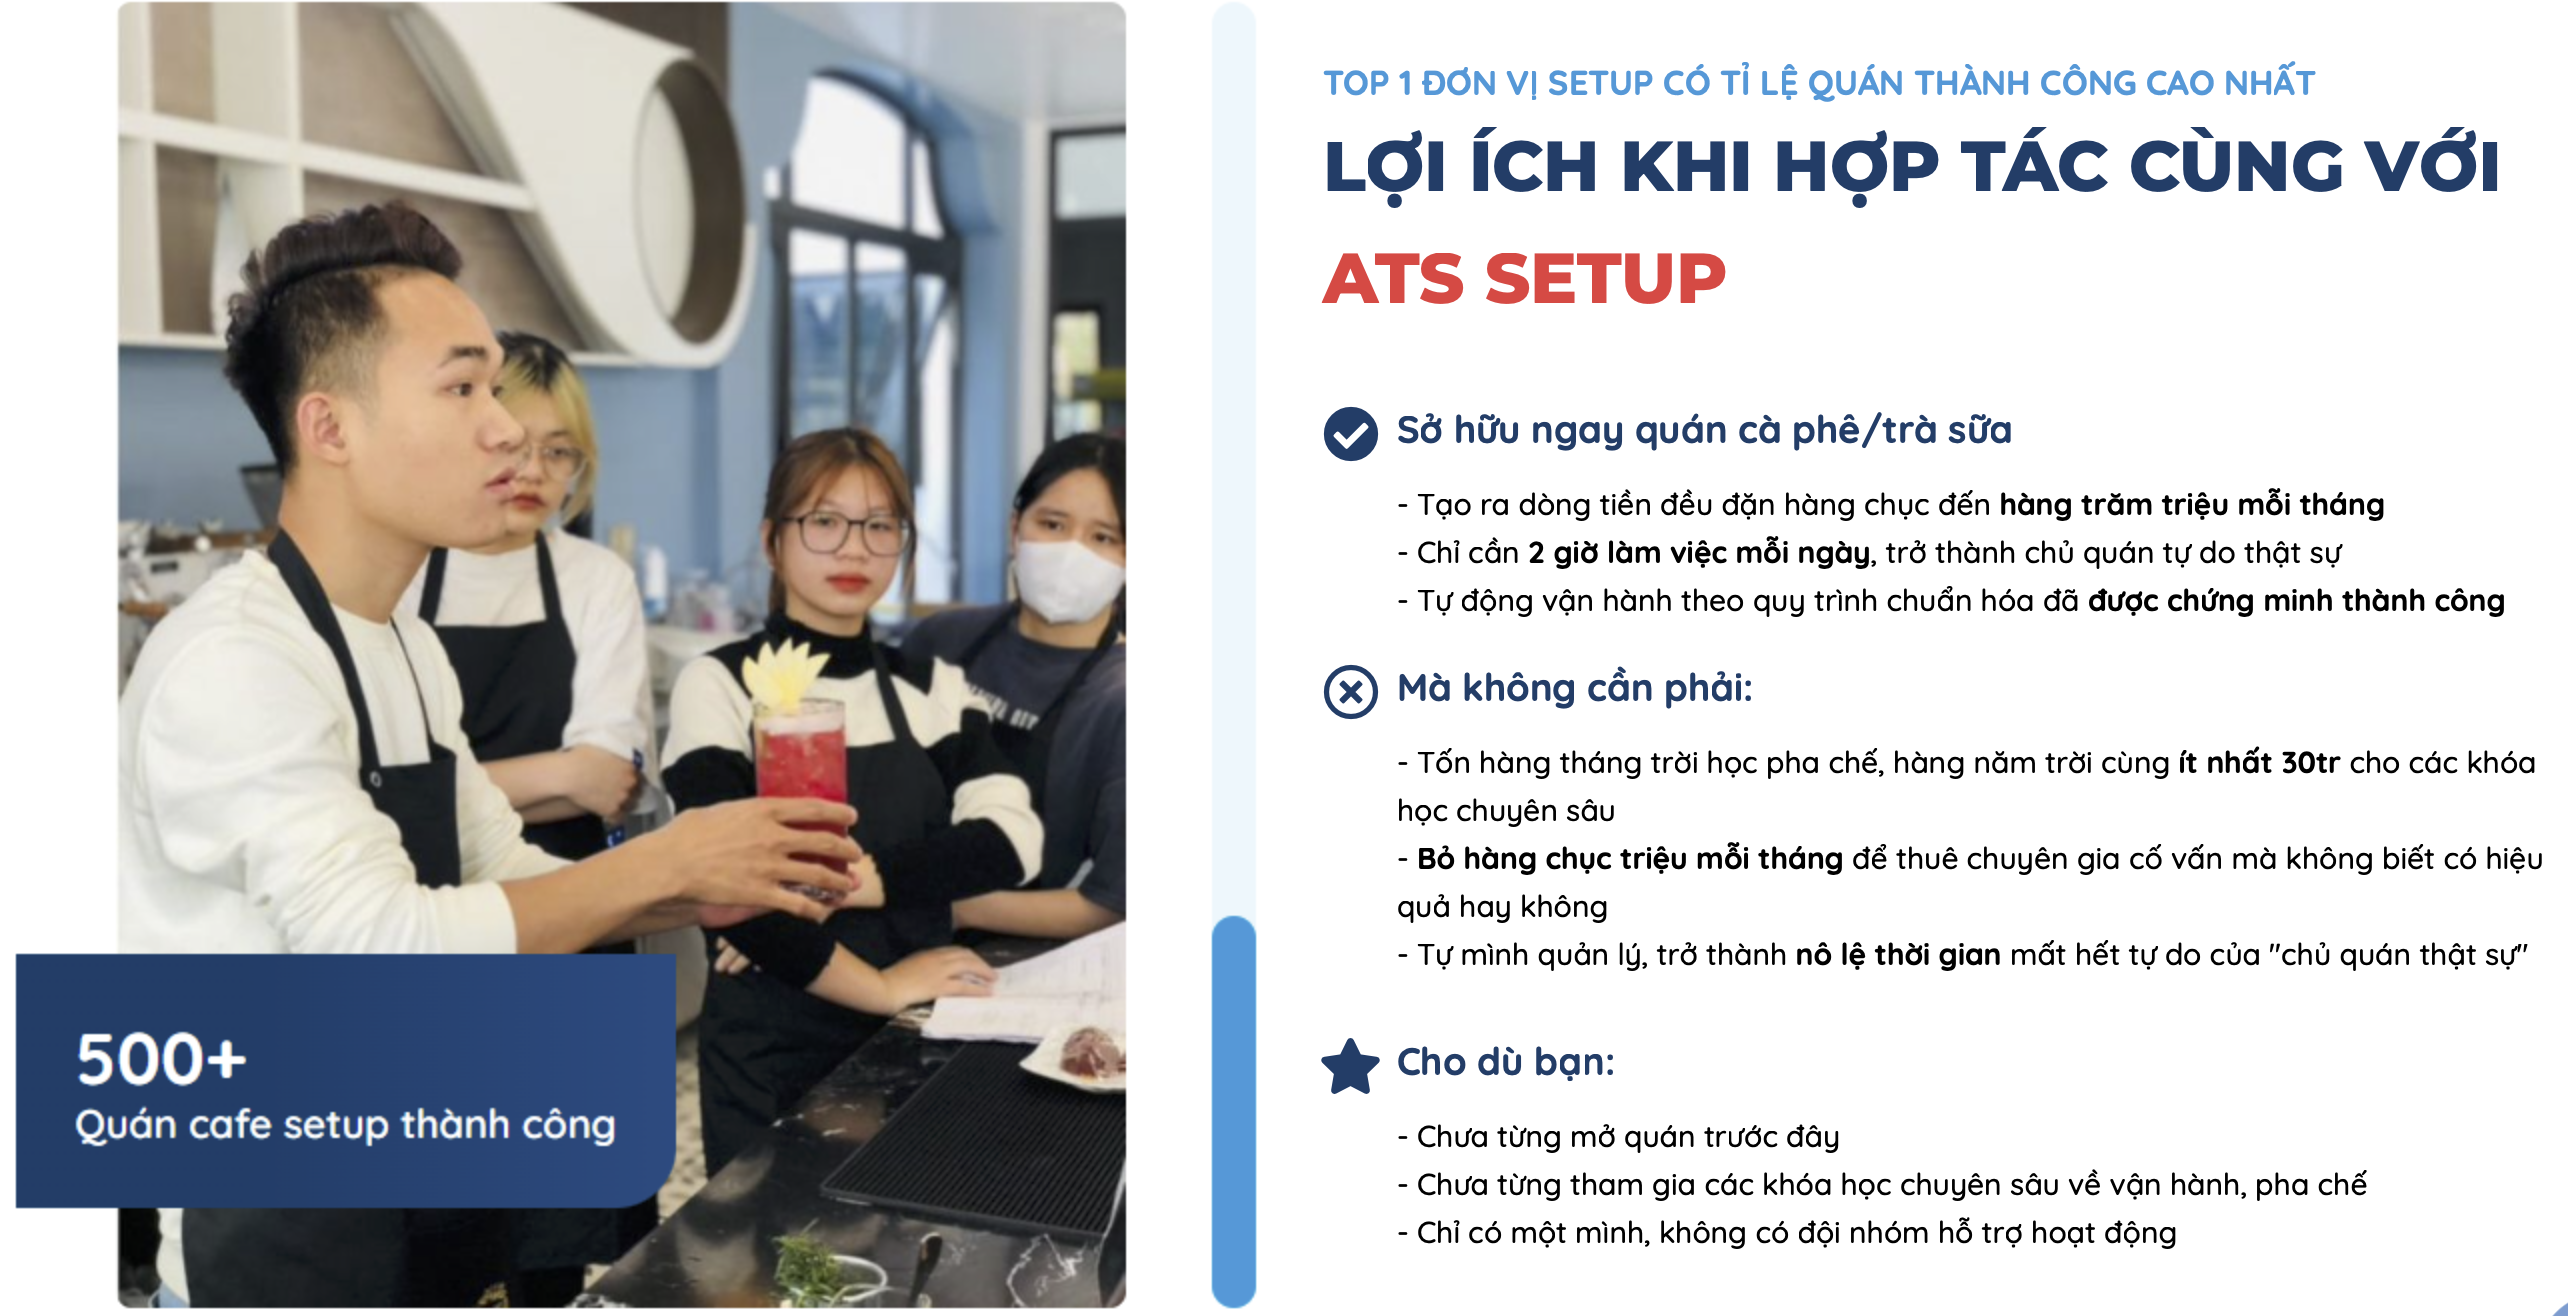 TOP 1 ĐƠN VỊ SETUP CÓ TỈ LỆ QUÁN THÀNH CÔNG CAO NHẤT
LỢI ÍCH KHI HỢP TÁC CÙNG VỚI
ATS SETUP
Sở hữu ngay quán cà phê/trà sữa
- Tạo ra dòng tiền đều đặn hàng chục đến hàng trăm triệu mỗi tháng
- Chỉ cần 2 giờ làm việc mỗi ngày, trở thành chủ quán tự do thật sự
- Tự động vận hành theo quy trình chuẩn hóa đã được chứng minh thành công
Mà không cần phải:
- Tốn hàng tháng trời học pha chế, hàng năm trời cùng ít nhất 30tr cho các khóa
học chuyên sâu
- Bỏ hàng chục triệu mỗi tháng để thuê chuyên gia cố vấn mà không biết có hiệu
quả hay không
- Tự mình quản lý, trở thành nô lệ thời gian mất hết tự do của "chủ quán thật sự"
Cho dù bạn:
- Chưa từng mở quán trước đây
- Chưa từng tham gia các khóa học chuyên sâu về vận hành, pha chế
- Chỉ có một mình, không có đội nhóm hỗ trợ hoạt động
500+
Quán cafe setup thành công